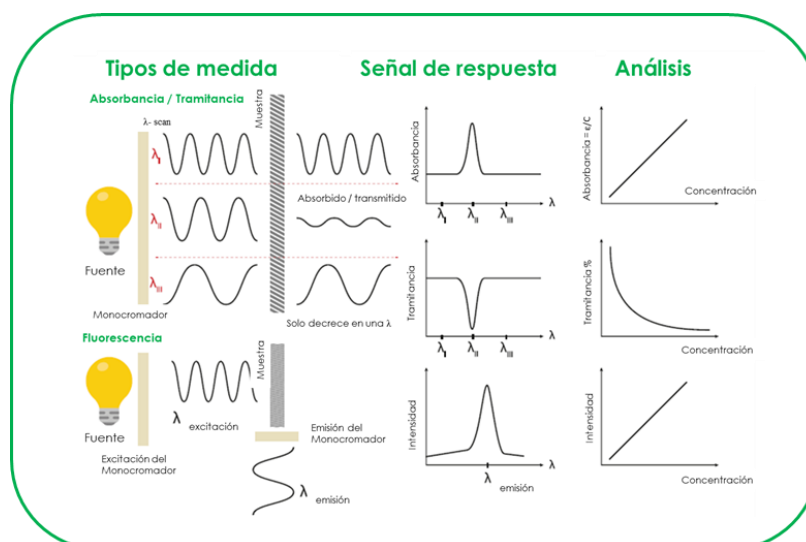 Tipos de medida
Señal de respuesta
Análisis
Absorbancia / Tramitancia
λ- scan
Muestra
λI
λII
λIII
Absorbido / transmitido
Fuente
Monocromador
Solo decrece en una λ
Absorbancia
λI
λII
λIII
λ
Absorbancia = ε/C
Concentración
Tramitancia
λI
λII
λIII
λ
Tramitancia %
Concentración
Fluorescencia
Muestra
Fuente
λ excitación
Excitación del
Monocromador
Emisión del
Monocromador
λ emisión
Intensidad
λ
λ
emisión
Intensidad
Concentración